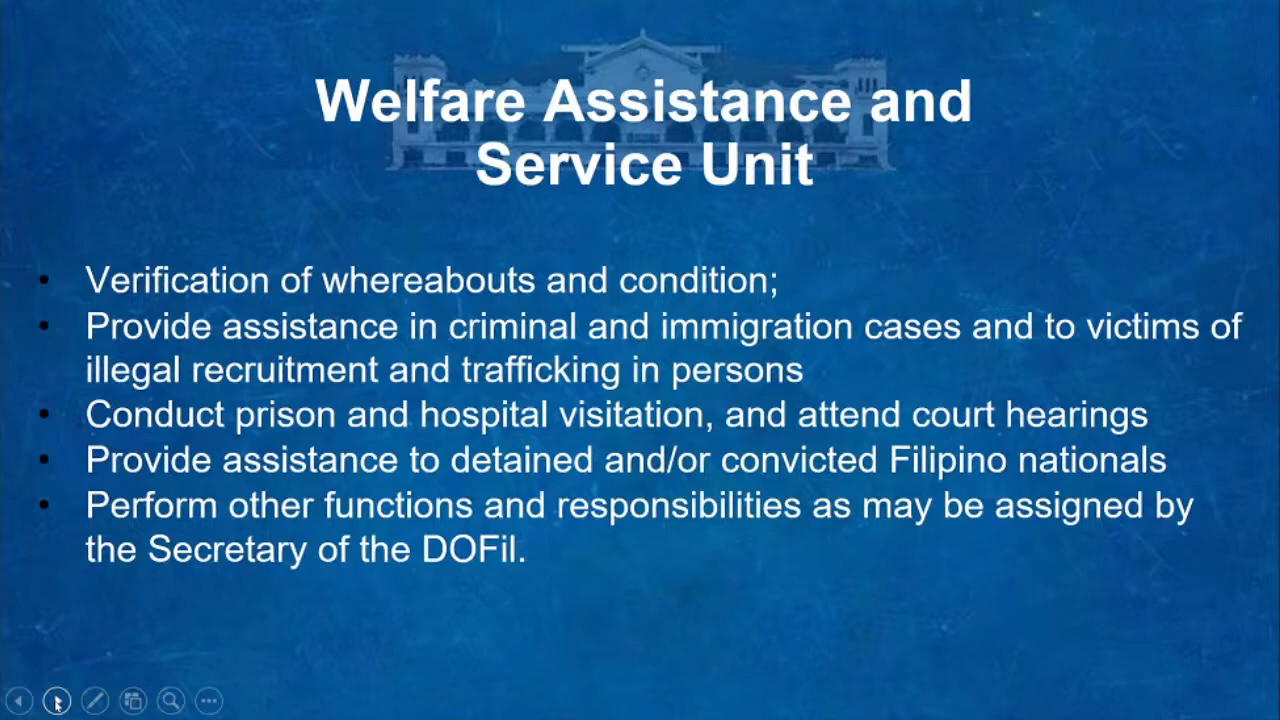 Welfare Assistance and
Service Unit
• Verification of whereabouts and condition;
• Provide assistance in criminal and immigration cases and to victims of
illegal recruitment and trafficking in persons
• Conduct prison and hospital visitation, and attend court hearings
• Provide assistance to detained and/or convicted Filipino nationals
• Perform other functions and responsibilities as may be assigned by
the Secretary of the DOFil.